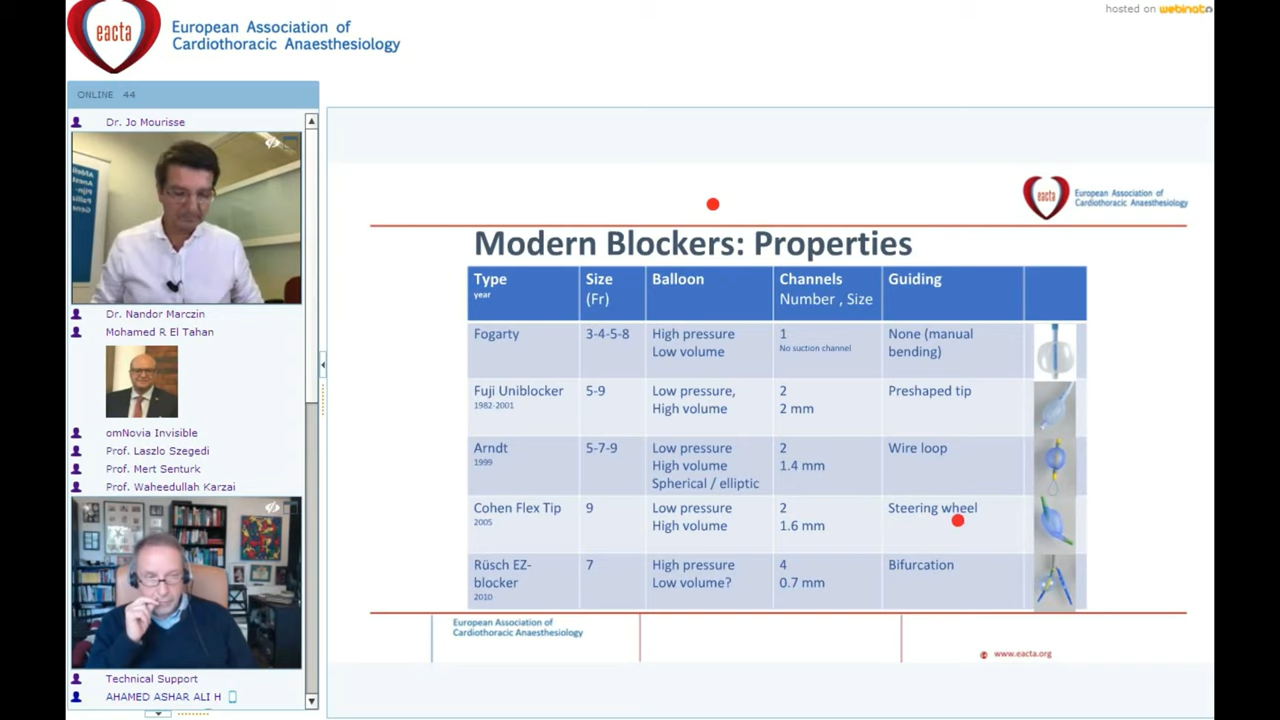 hosted on webinato
eacta
European Association of
Cardiothoracic Anaesthesiology
ONLINE 44
Dr. Jo Mourisse
Dr. Nandor Marczin
Mohamed R El Tahan
omNovia Invisible
Prof. Laszlo Szegedi
Prof. Mert Senturk
Prof. Waheedullah Karzai
Technical Support
AHAMED ASHAR ALI H
eacta
European Association of
Cardiothoracic Anaesthesiology
Modern Blockers: Properties
Type Size Balloon Channels Guiding
year (Fr) Number , Size
Fogarty 3-4-5-8 High pressure 1 None (manual
Low volume No suction channel bending)
Fuji Uniblocker 5-9 Low pressure, 2 Preshaped tip
1982-2001 High volume 2 mm
Arndt 5-7-9 Low pressure 2 Wire loop
1999 High volume 1.4 mm
Spherical / elliptic
Cohen Flex Tip 9 Low pressure 2 Steering wheel
2005 High volume 1.6 mm
Rüsch EZ- 7 High pressure 4 Bifurcation
blocker Low volume? 0.7 mm
2010
European Association of
Cardiothoracic Anaesthesiology
www.eacta.org